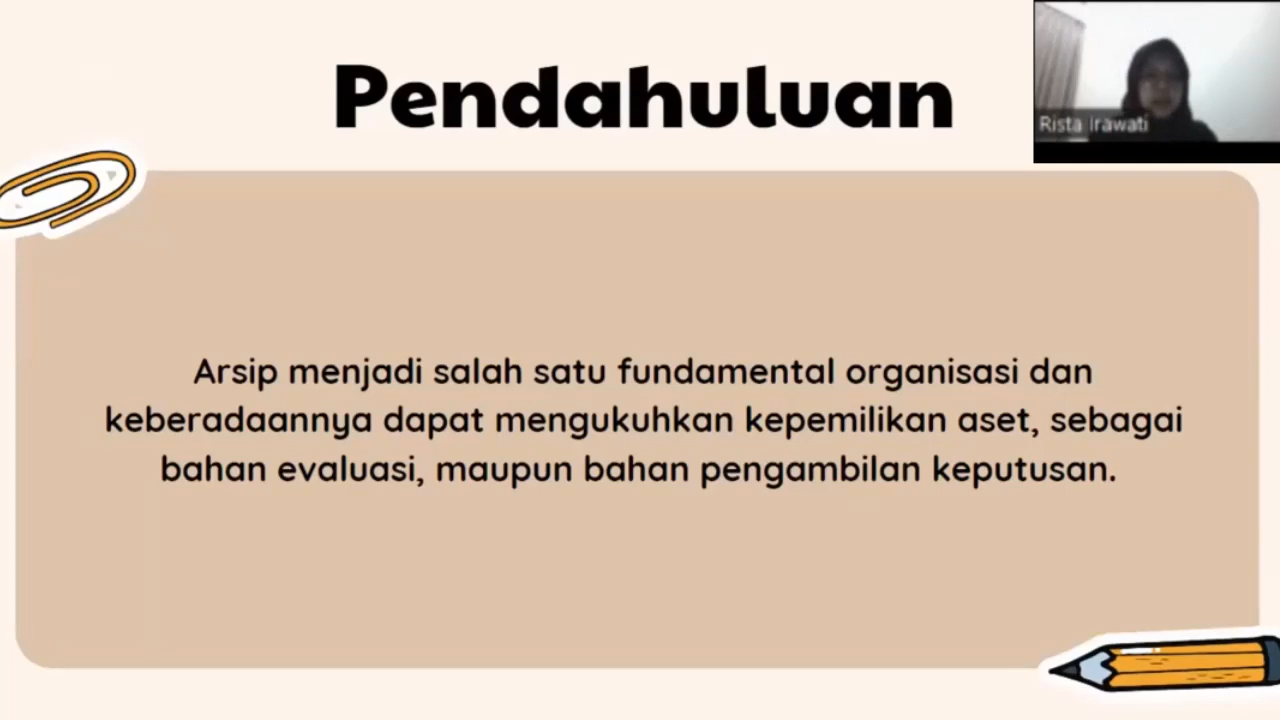 Pendahuluan
Rista Irawati
Arsip menjadi salah satu fundamental organisasi dan
keberadaannya dapat mengukuhkan kepemilikan aset, sebagai
bahan evaluasi, maupun bahan pengambilan keputusan.